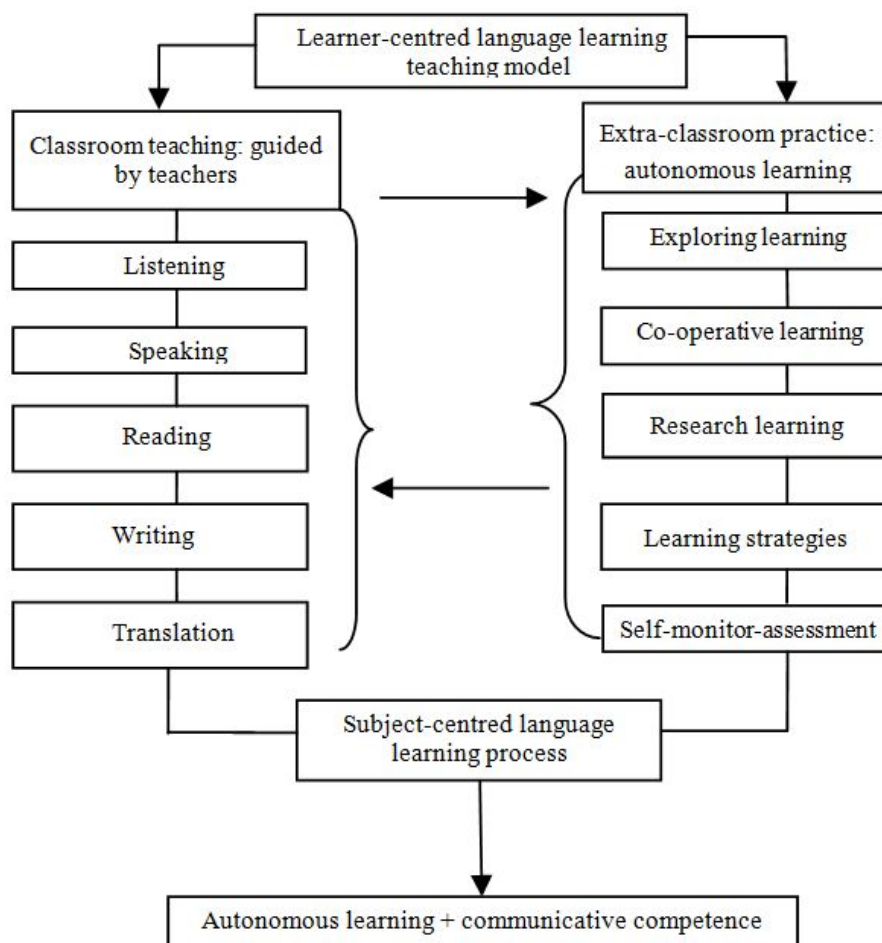 Learner-centred language learning
teaching model
Classroom teaching: guided
by teachers
Listening
Speaking
Reading
Writing
Translation
Extra-classroom practice:
autonomous learning
Exploring learning
Co-operative learning
Research learning
Learning strategies
Self-monitor-assessment
Subject-centred language
learning process
Autonomous learning + communicative competence